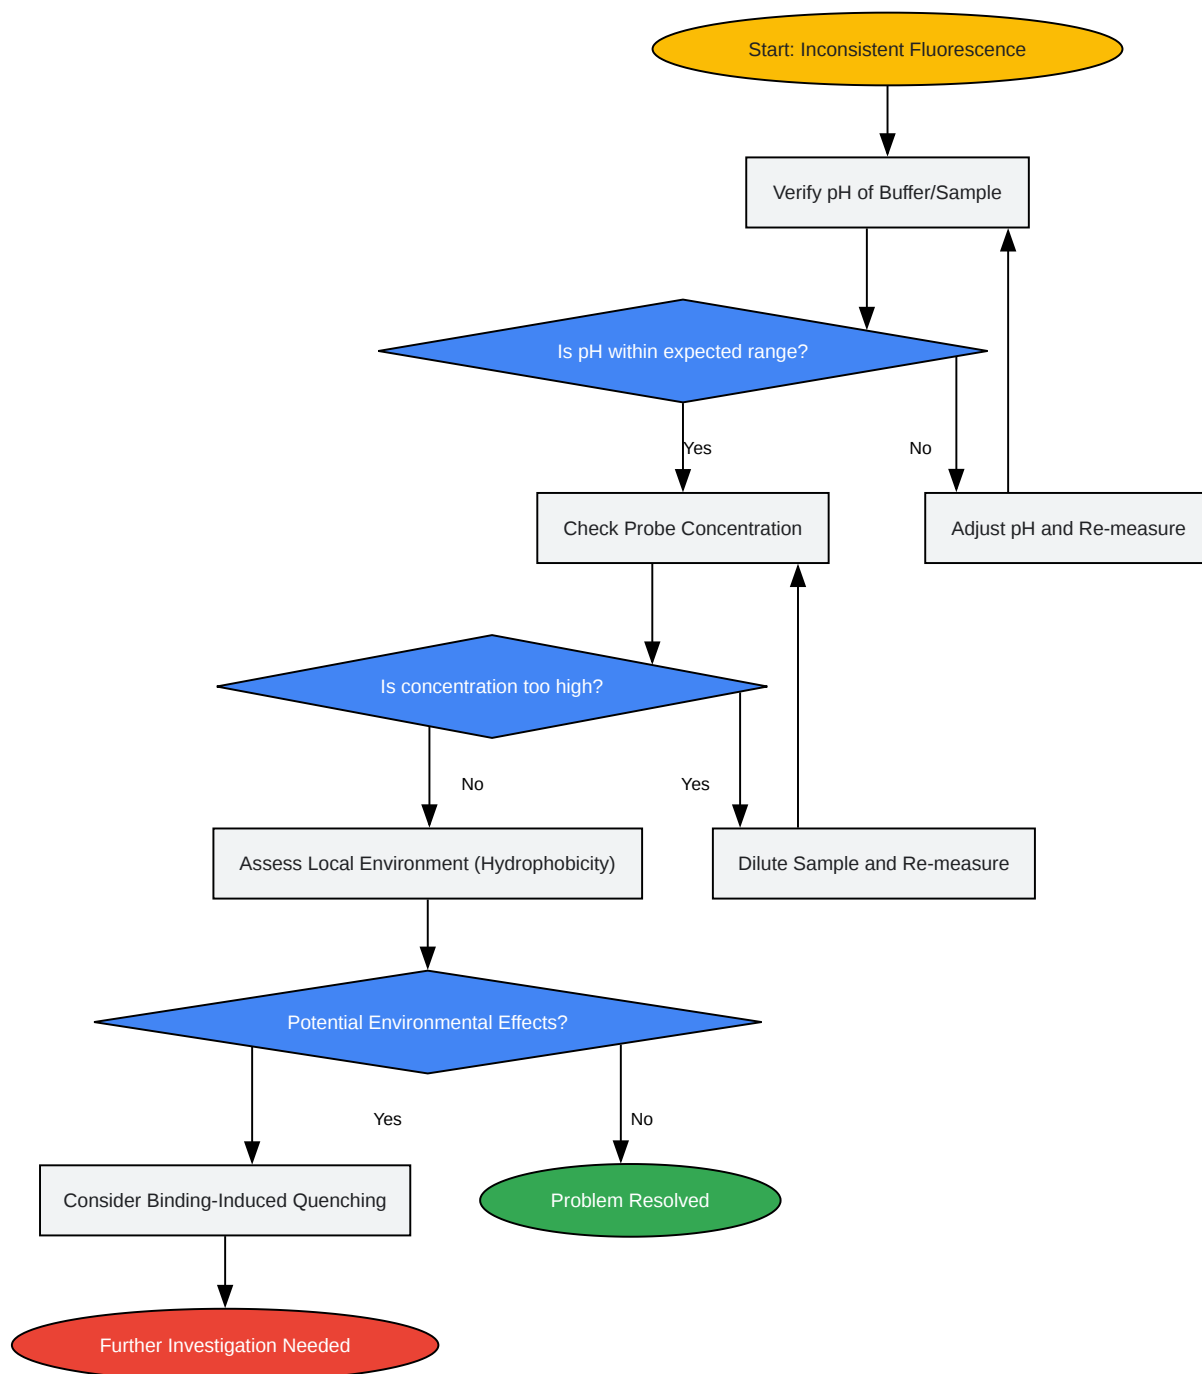 Start: Inconsistent Fluorescence
Verify pH of Buffer/Sample
Is pH within expected range?
Yes
No
Check Probe Concentration
Adjust pH and Re-measure
Is concentration too high?
No
Yes
Assess Local Environment (Hydrophobicity)
Dilute Sample and Re-measure
Potential Environmental Effects?
Yes
No
Consider Binding-Induced Quenching
Problem Resolved
Further Investigation Needed